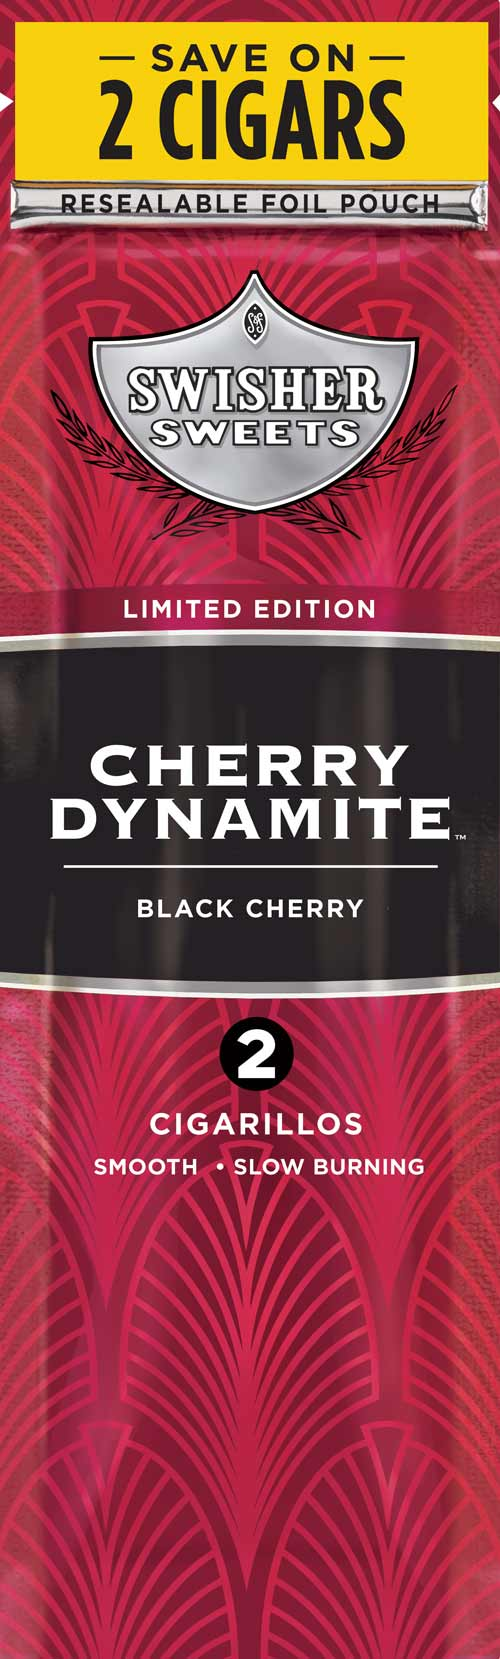 — SAVE ON —
2 CIGARS
RESEALABLE FOIL POUCH
S&S
SWISHER
SWEETS
LIMITED EDITION
CHERRY
DYNAMITE™
BLACK CHERRY
2
CIGARILLOS
SMOOTH • SLOW BURNING